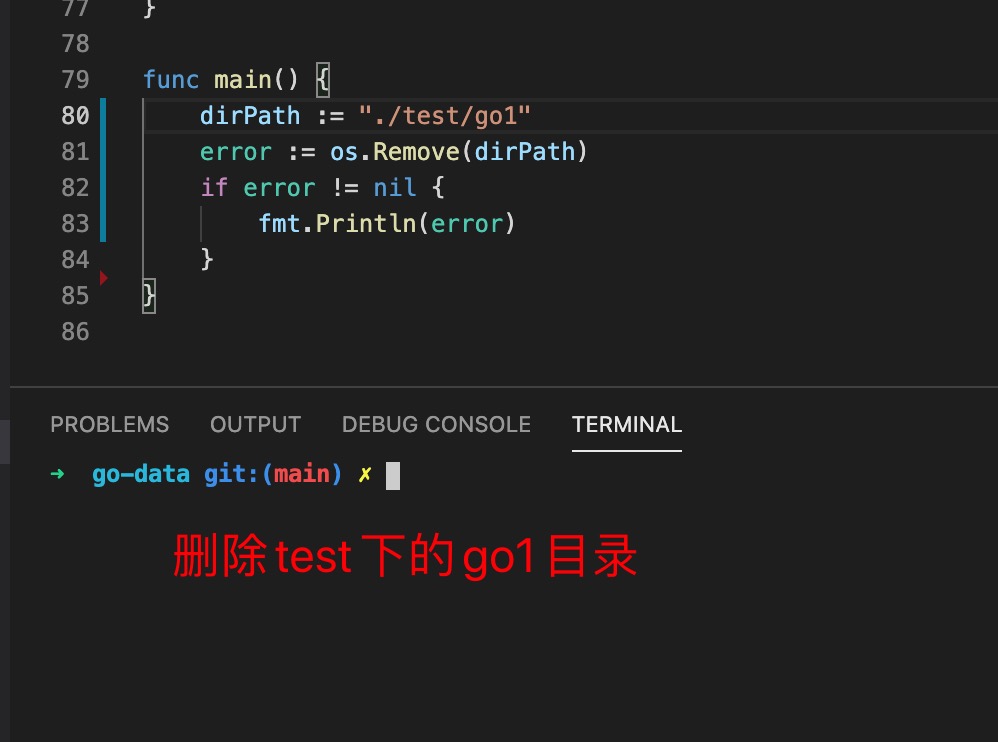 77 }
78
79 func main() {
80 dirPath := "./test/go1"
81 error := os.Remove(dirPath)
82 if error != nil {
83 fmt.Println(error)
84 }
85 }
86
PROBLEMS OUTPUT DEBUG CONSOLE TERMINAL
→ go-data git:(main) ✗
删除test下的go1目录